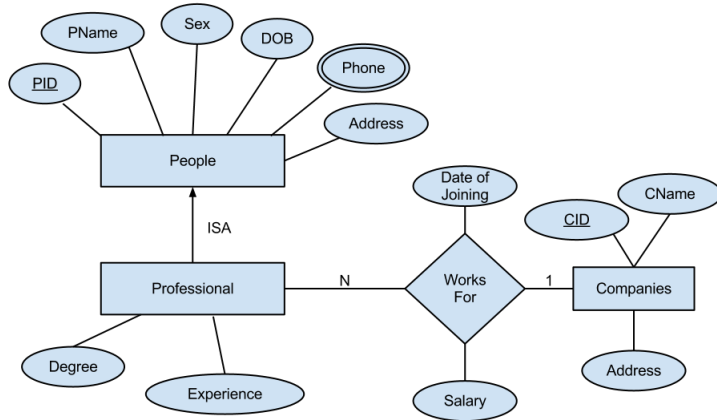 Sex
PName
DOB
Phone
PID
Address
People
Date of
Joining
CName
CID
ISA
Professional
N
Works
For
1
Companies
Degree
Experience
Salary
Address